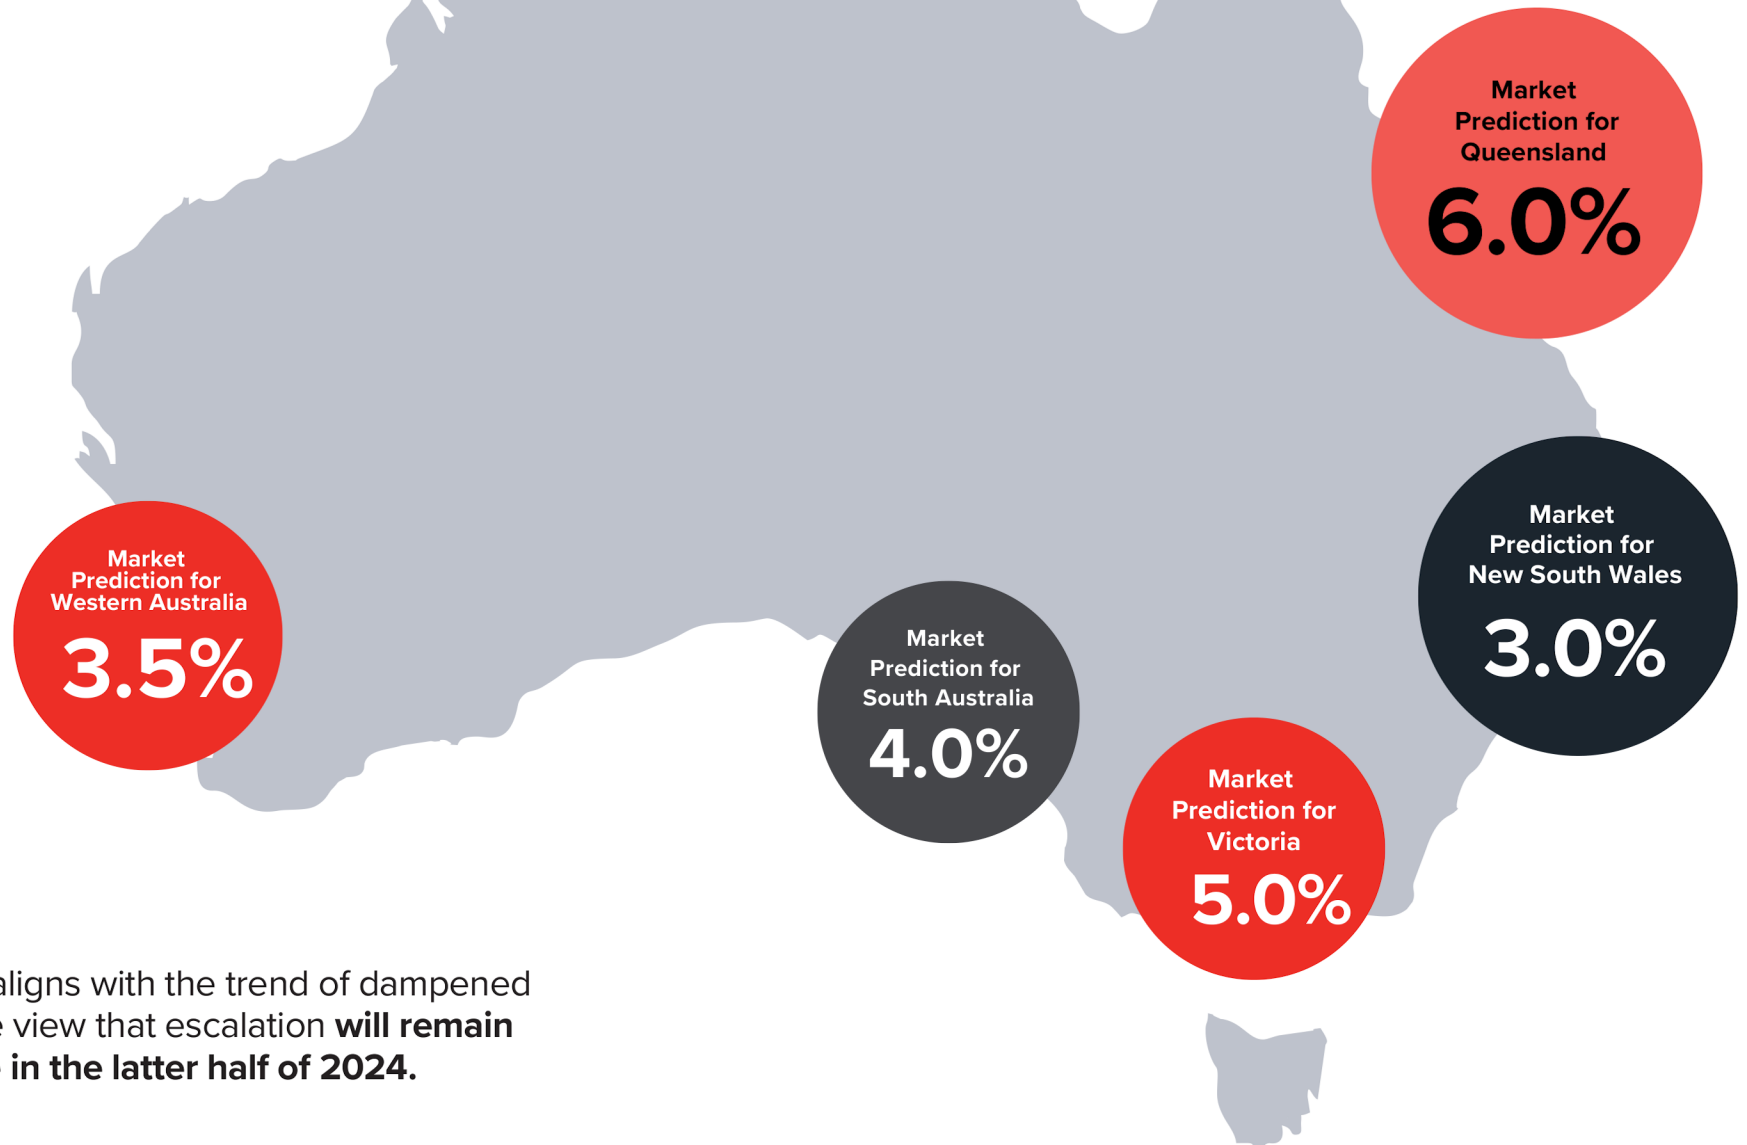 Market
Prediction for
Queensland
6.0%
Market
Prediction for
New South Wales
3.0%
Market
Prediction for
Western Australia
3.5%
Market
Prediction for
South Australia
4.0%
Market
Prediction for
Victoria
5.0%
aligns with the trend of dampened
view that escalation will remain
in the latter half of 2024.